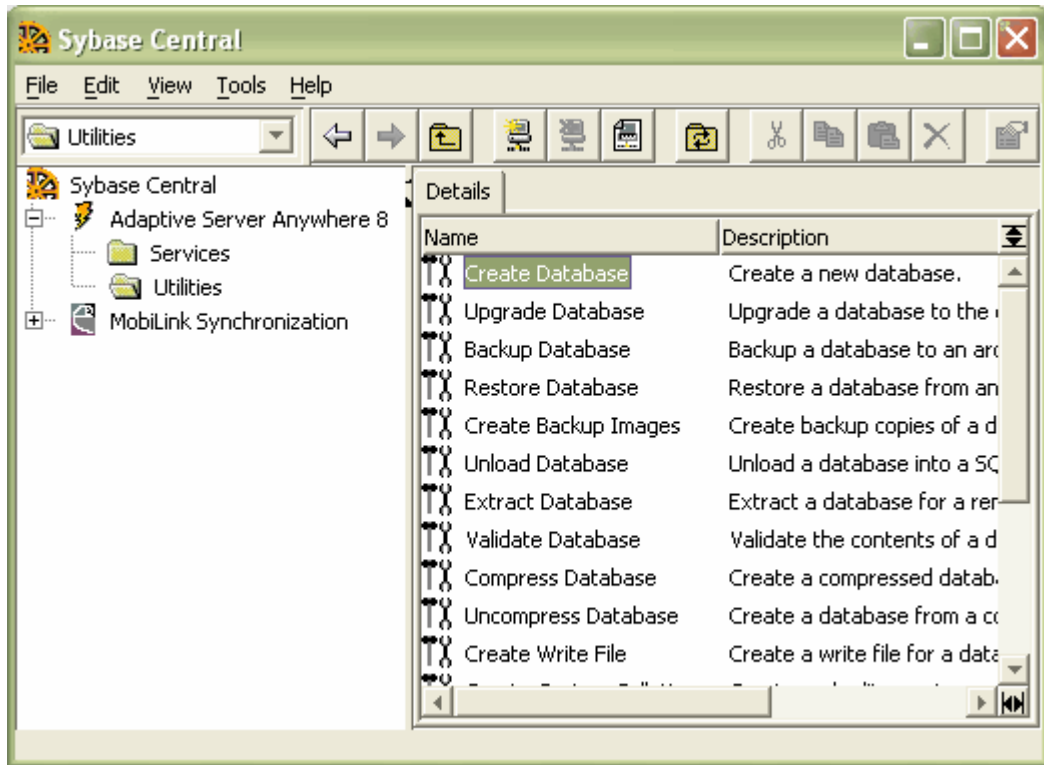 Sybase Central
File Edit View Tools Help
Utilities
Sybase Central
Adaptive Server Anywhere 8
Services
Utilities
MobiLink Synchronization
Details
Name Description
Create Database Create a new database.
Upgrade Database Upgrade a database to the
Backup Database Backup a database to an
Restore Database Restore a database from an
Create Backup Images Create backup copies of a d
Unload Database Unload a database into a SQ
Extract Database Extract a database for a
Validate Database Validate the contents of a d
Compress Database Create a compressed
Uncompress Database Create a database from a
Create Write File Create a write file for a data